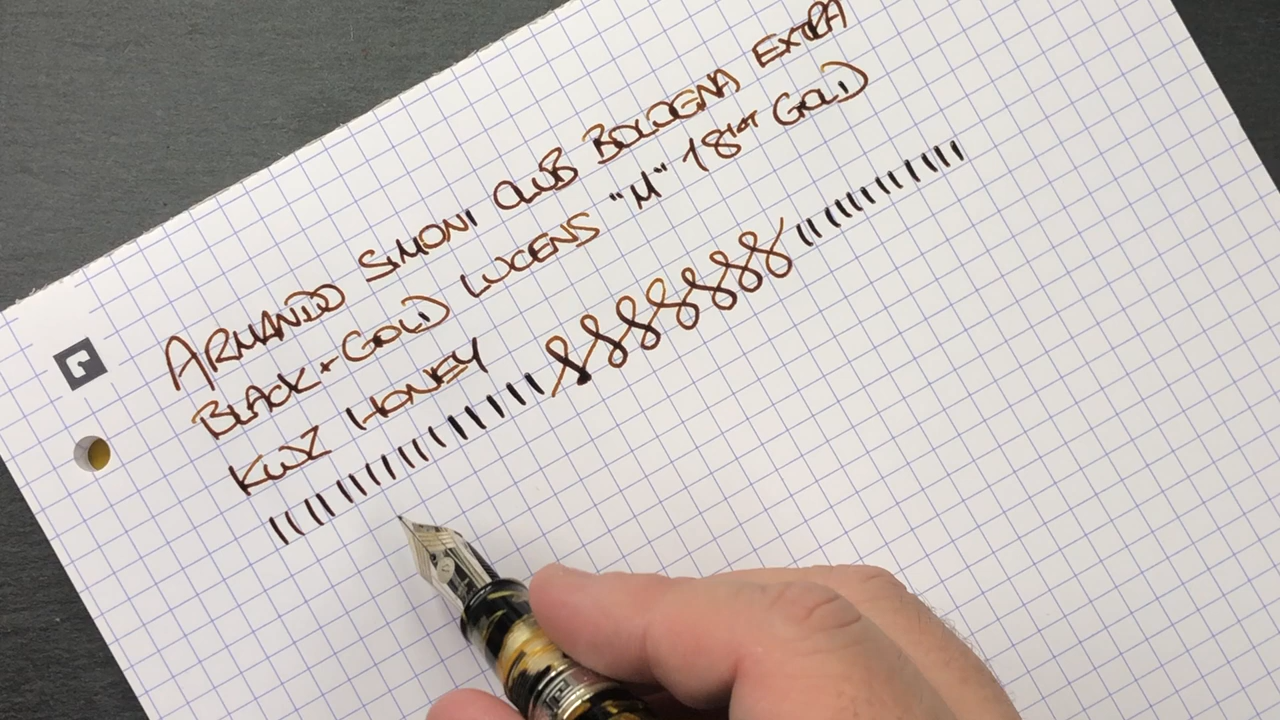 ARMANDO SIMONI CLUB BOLOGNA EXTRA
BLACK + GOLD LUCENS "M" 18kt GOLD
KWZ HONEY